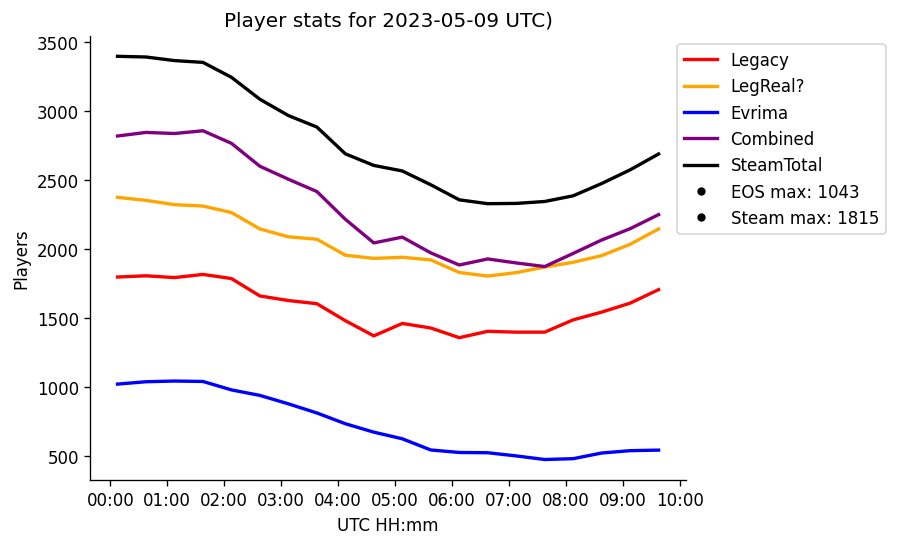 Player stats for 2023-05-09 UTC)
3500
3000
2500
2000
1500
1000
500
Players
00:00 01:00 02:00 03:00 04:00 05:00 06:00 07:00 08:00 09:00 10:00
UTC HH:mm
Legacy
LegReal?
Evrima
Combined
SteamTotal
EOS max: 1043
Steam max: 1815